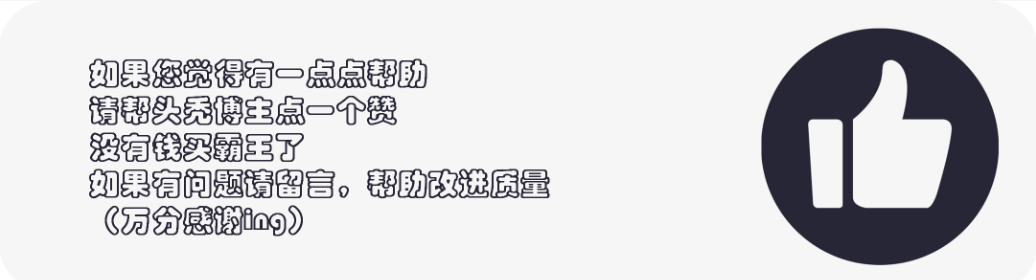 如果您觉得有一点点帮助
请帮头秃博主点一个赞
没有钱买霸王了
如果有问题请留言，帮助改进质量
（万分感谢ing）